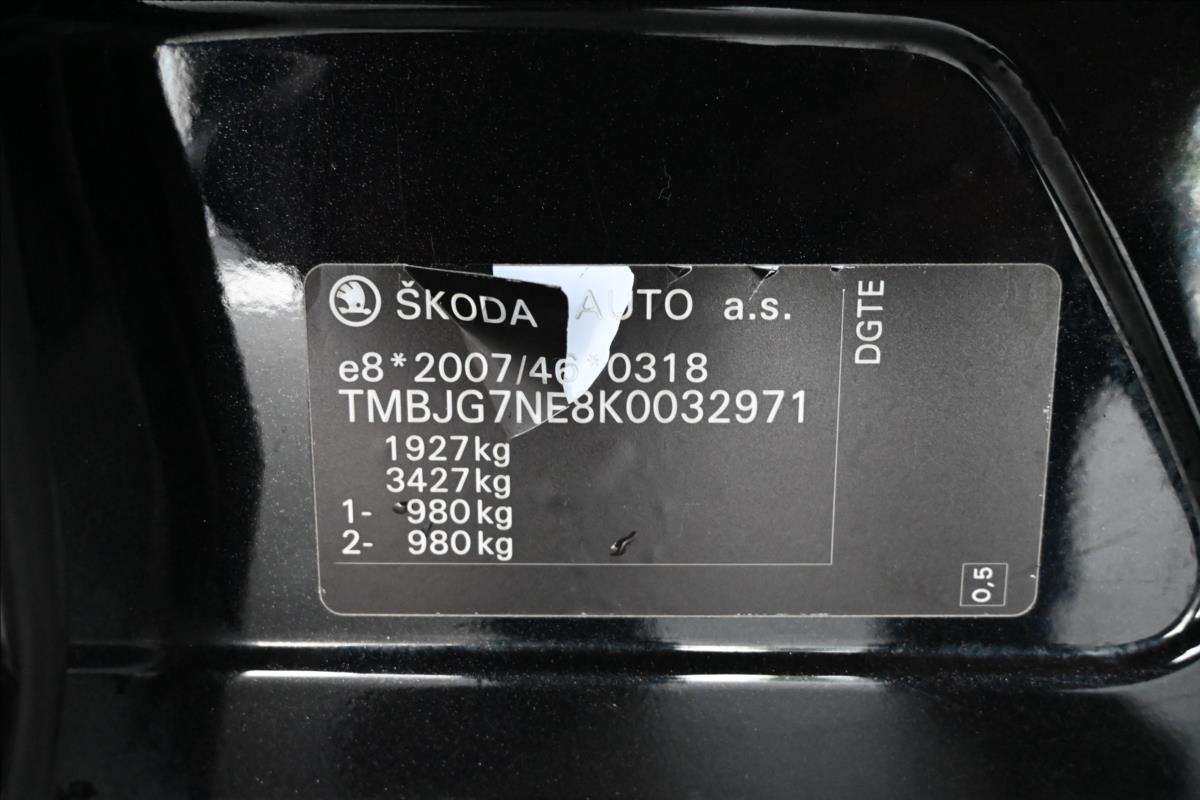 ŠKODA AUTO a.s.
e8*2007/46*0318
TMBJG7NE8K0032971
1927kg
3427kg
1- 980kg
2- 980kg
DGTE
0,5